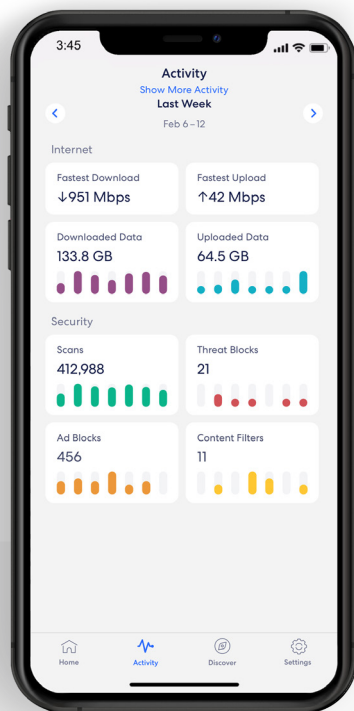 3:45
Activity
Show More Activity
Last Week
Feb 6 – 12
Internet
Fastest Download
↓951 Mbps
Fastest Upload
↑42 Mbps
Downloaded Data
133.8 GB
Uploaded Data
64.5 GB
Security
Scans
412,988
Threat Blocks
21
Ad Blocks
456
Content Filters
11
Home
Activity
Discover
Settings